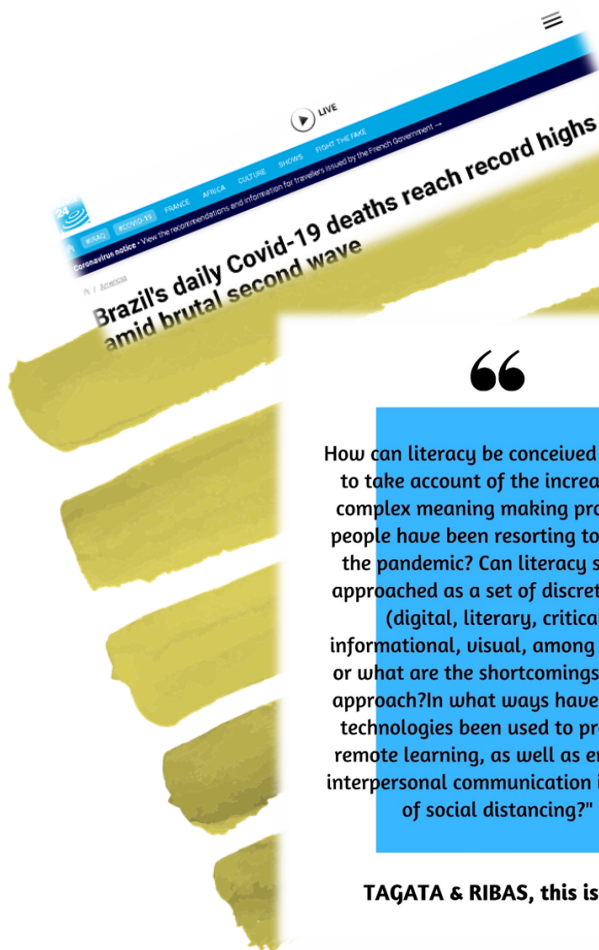 LIVE
24
#IRAQ #COVID-19 FRANCE AFRICA CULTURE SHOWS FIGHT THE FAKE
Coronavirus notice • View the recommendations and information for travellers issued by the French Government →
/ Americas
Brazil's daily Covid-19 deaths reach record highs
amid brutal second wave
“
How can literacy be conceived
to take account of the increa
complex meaning making pro
people have been resorting to
the pandemic? Can literacy s
approached as a set of discret
(digital, literary, critica
informational, visual, among
or what are the shortcomings
approach?In what ways have
technologies been used to pr
remote learning, as well as e
interpersonal communication i
of social distancing?"
TAGATA & RIBAS, this is